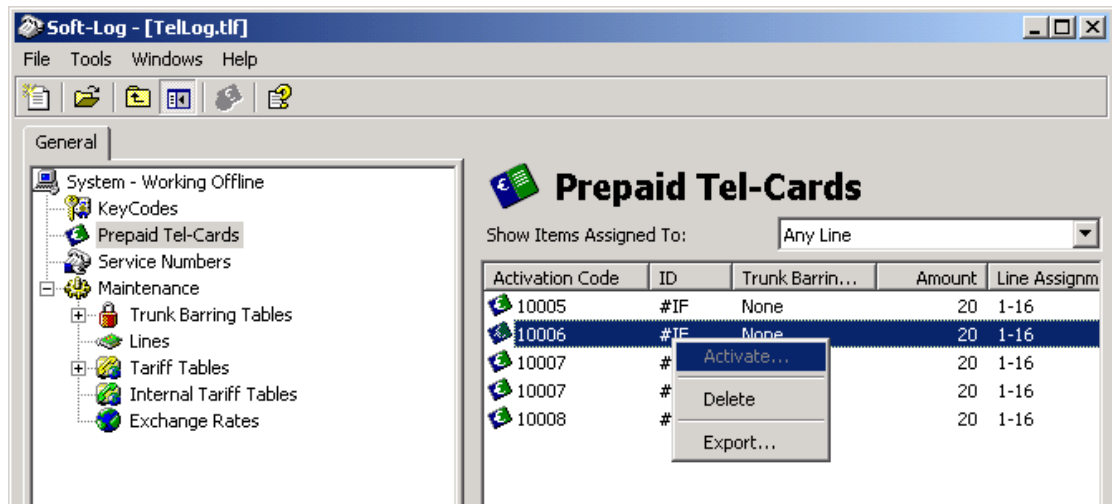 Soft-Log - [TelLog.tlf]
File Tools Windows Help
General
System - Working Offline
KeyCodes
Prepaid Tel-Cards
Service Numbers
Maintenance
Trunk Barring Tables
Lines
Tariff Tables
Internal Tariff Tables
Exchange Rates
Prepaid Tel-Cards
Show Items Assigned To: Any Line
Activation Code ID Trunk Barrin... Amount Line Assignm
10005 #IF None 20 1-16
10006 #IF None 20 1-16
10007 # 20 1-16
10007 # 20 1-16
10008 # 20 1-16
Activate...
Delete
Export...